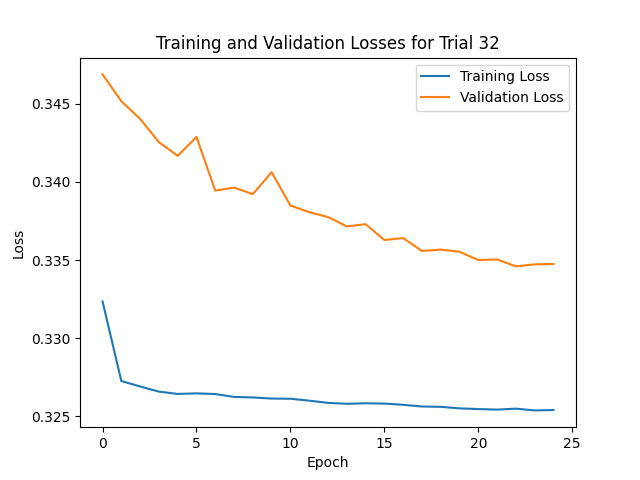 Training and Validation Losses for Trial 32
Training Loss
Validation Loss
Loss
0.345
0.340
0.335
0.330
0.325
0
5
10
15
20
25
Epoch